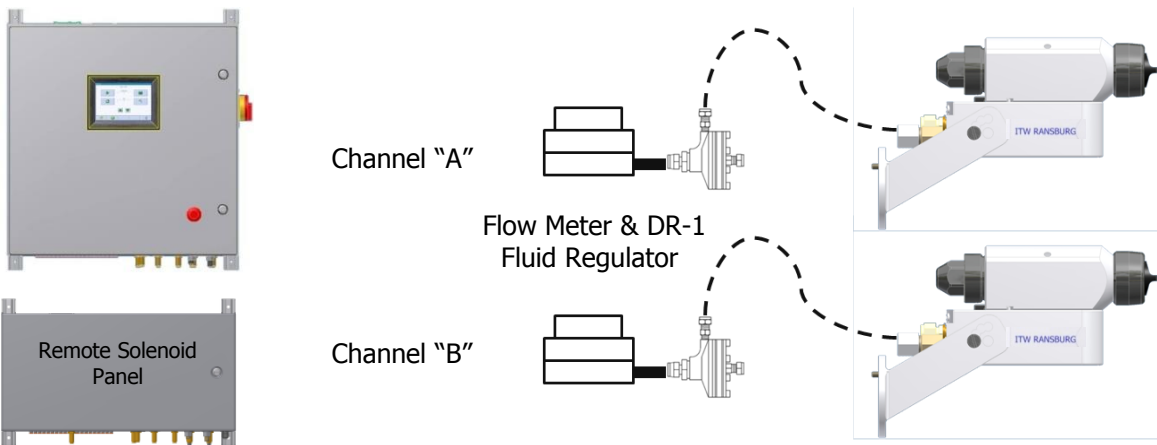 Channel “A”
ITW RANSBURG
Flow Meter & DR-1
Fluid Regulator
Remote Solenoid
Panel
Channel “B”
ITW RANSBURG